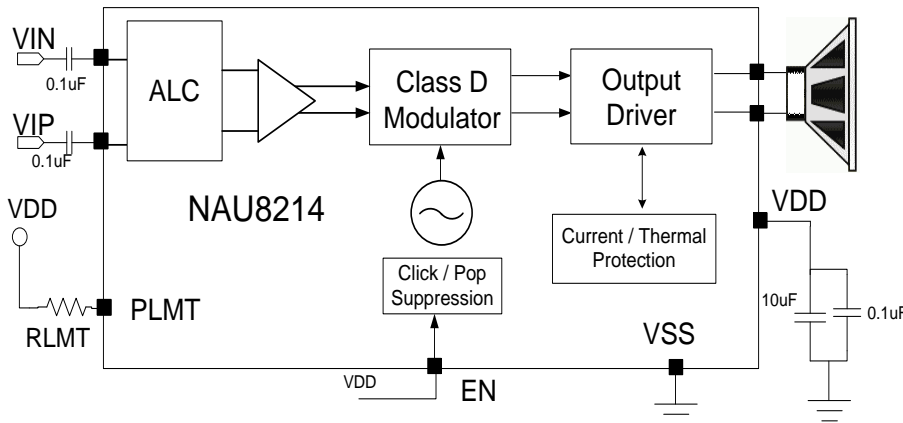 VIN
0.1uF
ALC
Class D
Modulator
Output
Driver
VIP
0.1uF
NAU8214
VDD
VDD
Current / Thermal
Protection
Click / Pop
Suppression
PLMT
RLMT
10uF
0.1uF
VSS
VDD
EN